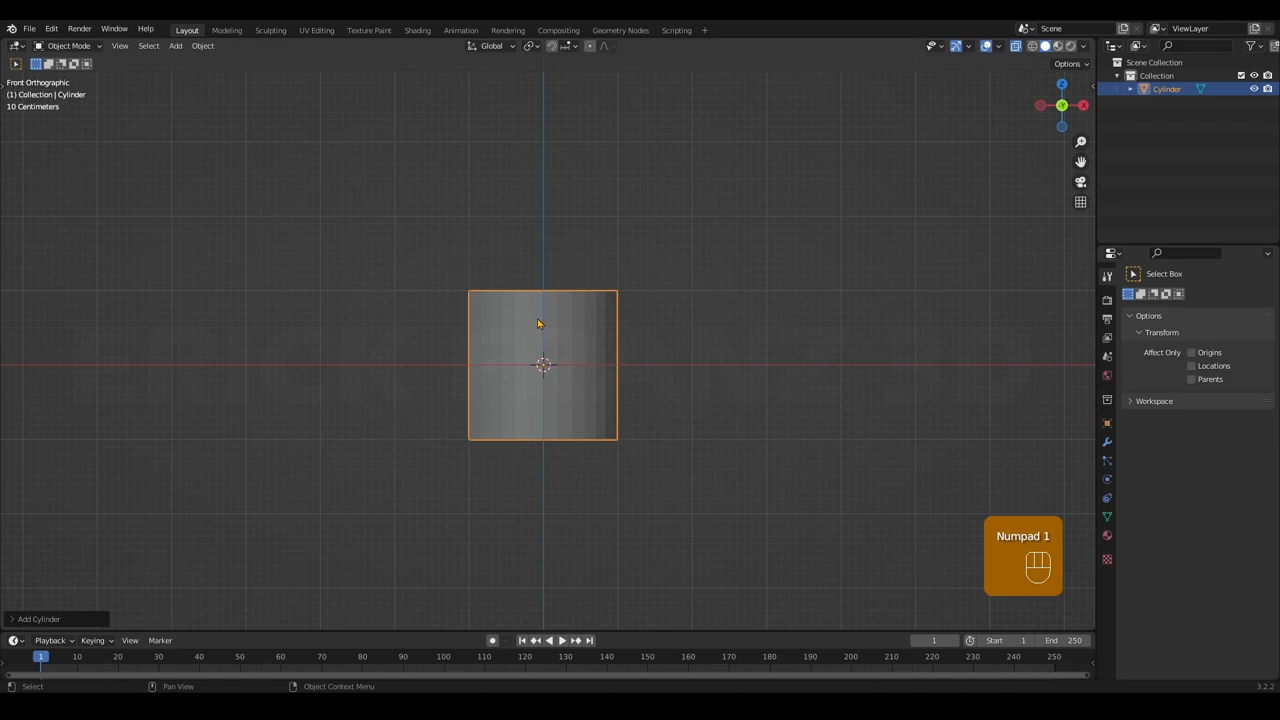 File Edit Render Window Help Layout Modeling Sculpting UV Editing Texture Paint Shading Animation Rendering Compositing Geometry Nodes Scripting + Scene ViewLayer
Object Mode View Select Add Object Global
Options
Front Orthographic
(1) Collection | Cylinder
10 Centimeters
Z
X
Y
Scene Collection
Collection
Cylinder
Select Box
Options
Transform
Affect Only Origins
Locations
Parents
Workspace
Numpad 1
Add Cylinder
Playback Keying View Marker 1 Start 1 End 250
1 10 20 30 40 50 60 70 80 90 100 110 120 130 140 150 160 170 180 190 200 210 220 230 240 250
Select Pan View Object Context Menu 3.2.2